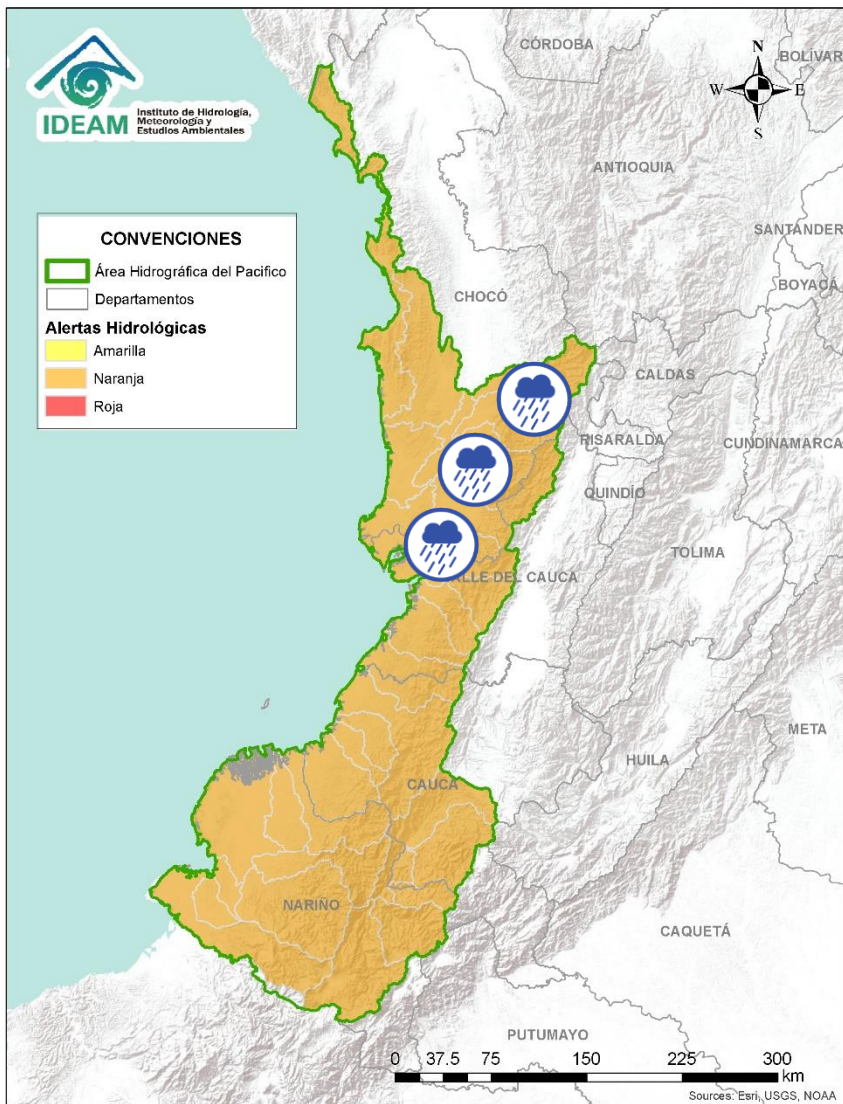 IDEAM
Instituto de Hidrología,
Meteorología y
Estudios Ambientales
CÓRDOBA
BOLÍVAR
N
W
E
S
ANTIOQUIA
SANTANDER
BOYACÁ
CONVENCIONES
Área Hidrográfica del Pacifico
Departamentos
Alertas Hidrológicas
Amarilla
Naranja
Roja
CHOCÓ
CALDAS
RISARALDA
CUNDINAMARCA
QUINDÍO
TOLIMA
ALLE DEL CAUCA
META
HUILA
CAUCA
NARIÑO
CAQUETÁ
PUTUMAYO
0 37.5 75 150 225 300
km
Sources: Esri, USGS, NOAA